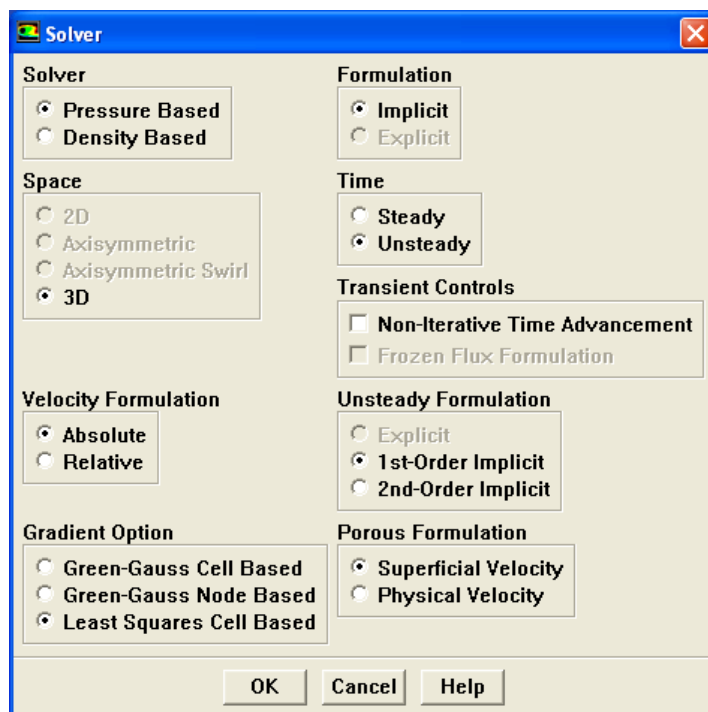 Solver
Solver
Pressure Based
Density Based
Formulation
Implicit
Explicit
Space
2D
Axisymmetric
Axisymmetric Swirl
3D
Time
Steady
Unsteady
Transient Controls
Non-Iterative Time Advancement
Frozen Flux Formulation
Velocity Formulation
Absolute
Relative
Unsteady Formulation
Explicit
1st-Order Implicit
2nd-Order Implicit
Gradient Option
Green-Gauss Cell Based
Green-Gauss Node Based
Least Squares Cell Based
Porous Formulation
Superficial Velocity
Physical Velocity
OK Cancel Help